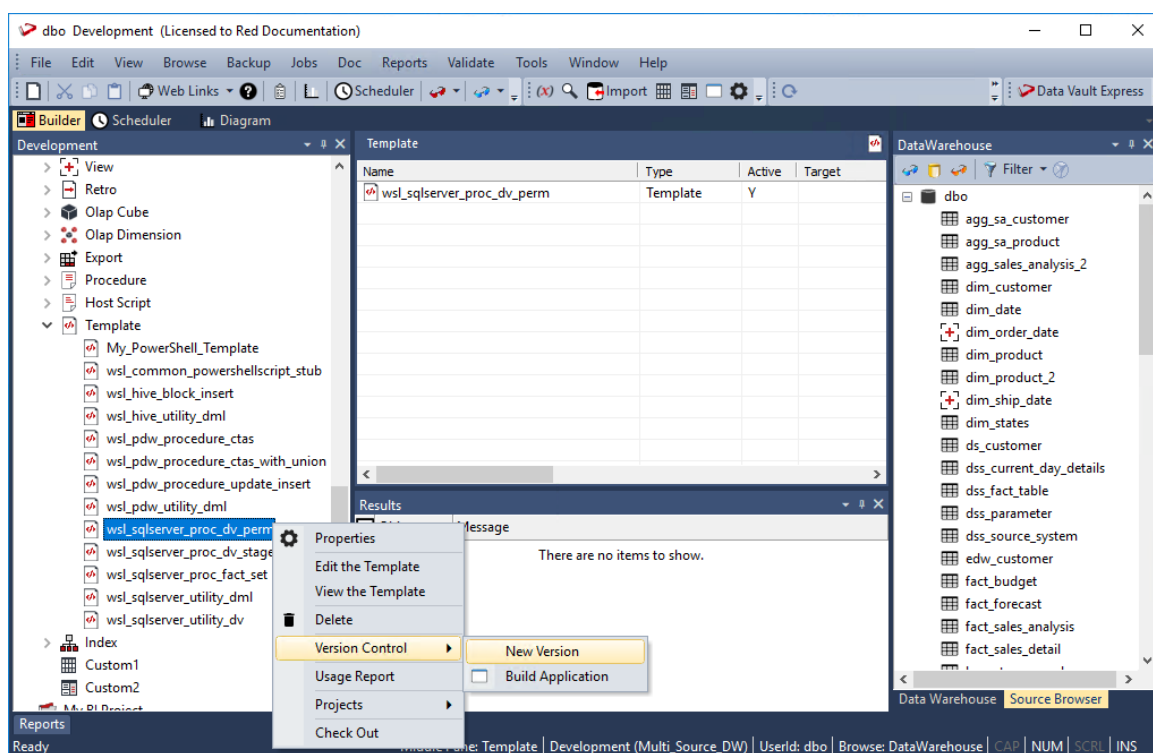 dbo Development (Licensed to Red Documentation)
File Edit View Browse Backup Jobs Doc Reports Validate Tools Window Help
Web Links Scheduler (x) Import Data Vault Express
Builder Scheduler Diagram
Development
View
Retro
Olap Cube
Olap Dimension
Export
Procedure
Host Script
Template
My_PowerShell_Template
wsl_common_powershellscript_stub
wsl_hive_block_insert
wsl_hive_utility_dml
wsl_pdw_procedure_ctas
wsl_pdw_procedure_ctas_with_union
wsl_pdw_procedure_update_insert
wsl_pdw_utility_dml
wsl_sqlserver_proc_dv_perm
wsl_sqlserver_proc_dv_stage
wsl_sqlserver_proc_fact_set
wsl_sqlserver_utility_dml
wsl_sqlserver_utility_dv
Index
Custom1
Custom2
Template
Name Type Active Target
wsl_sqlserver_proc_dv_perm Template Y
Results
Message
There are no items to show.
Properties
Edit the Template
View the Template
Delete
Version Control
Usage Report
Projects
Check Out
New Version
Build Application
DataWarehouse
Filter
dbo
agg_sa_customer
agg_sa_product
agg_sales_analysis_2
dim_customer
dim_date
dim_order_date
dim_product
dim_product_2
dim_ship_date
dim_states
ds_customer
dss_current_day_details
dss_fact_table
dss_parameter
dss_source_system
edw_customer
fact_budget
fact_forecast
fact_sales_analysis
fact_sales_detail
Data Warehouse Source Browser
Reports
Ready Pane: Template Development (Multi_Source_DW) UserId: dbo Browse: DataWarehouse CAP NUM SCRL INS